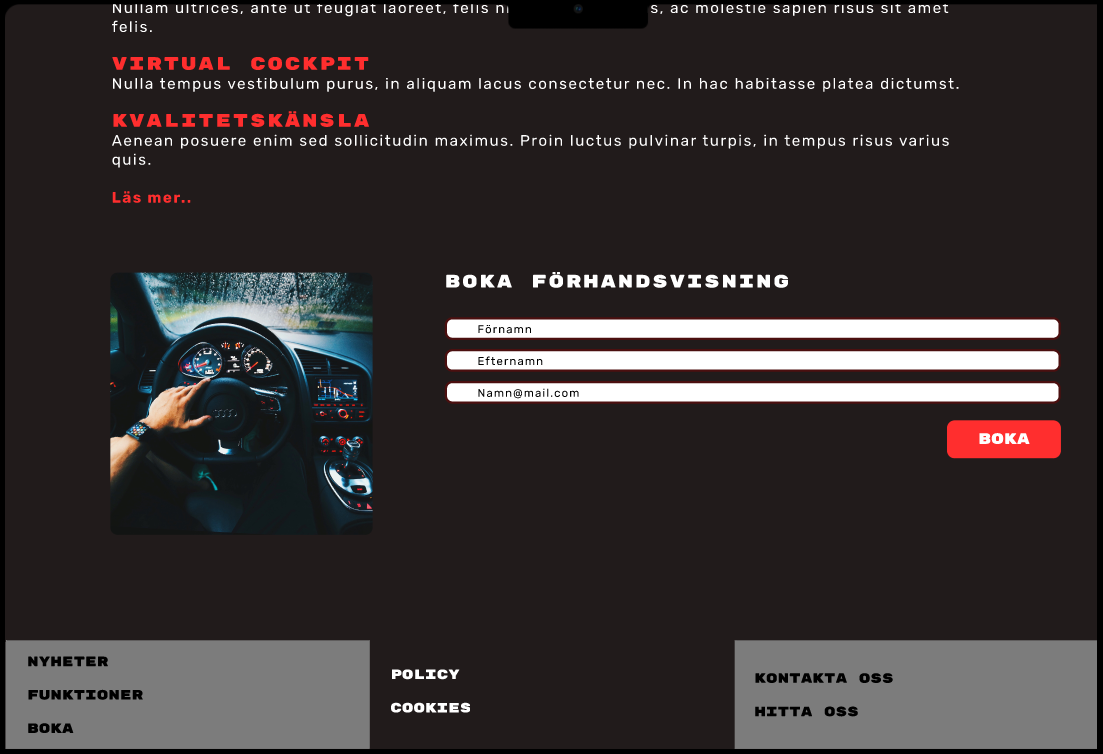 Nullam ultrices, ante ut feugiat laoreet, felis s, ac molestie sapien risus sit amet
felis.
VIRTUAL COCKPIT
Nulla tempus vestibulum purus, in aliquam lacus consectetur nec. In hac habitasse platea dictumst.
KVALITETSKÄNSLA
Aenean posuere enim sed sollicitudin maximus. Proin luctus pulvinar turpis, in tempus risus varius
quis.
Läs mer..
BOKA FÖRHANDSVISNING
Förnamn
Efternamn
Namn@mail.com
BOKA
NYHETER
FUNKTIONER
BOKA
POLICY
COOKIES
KONTAKTA OSS
HITTA OSS